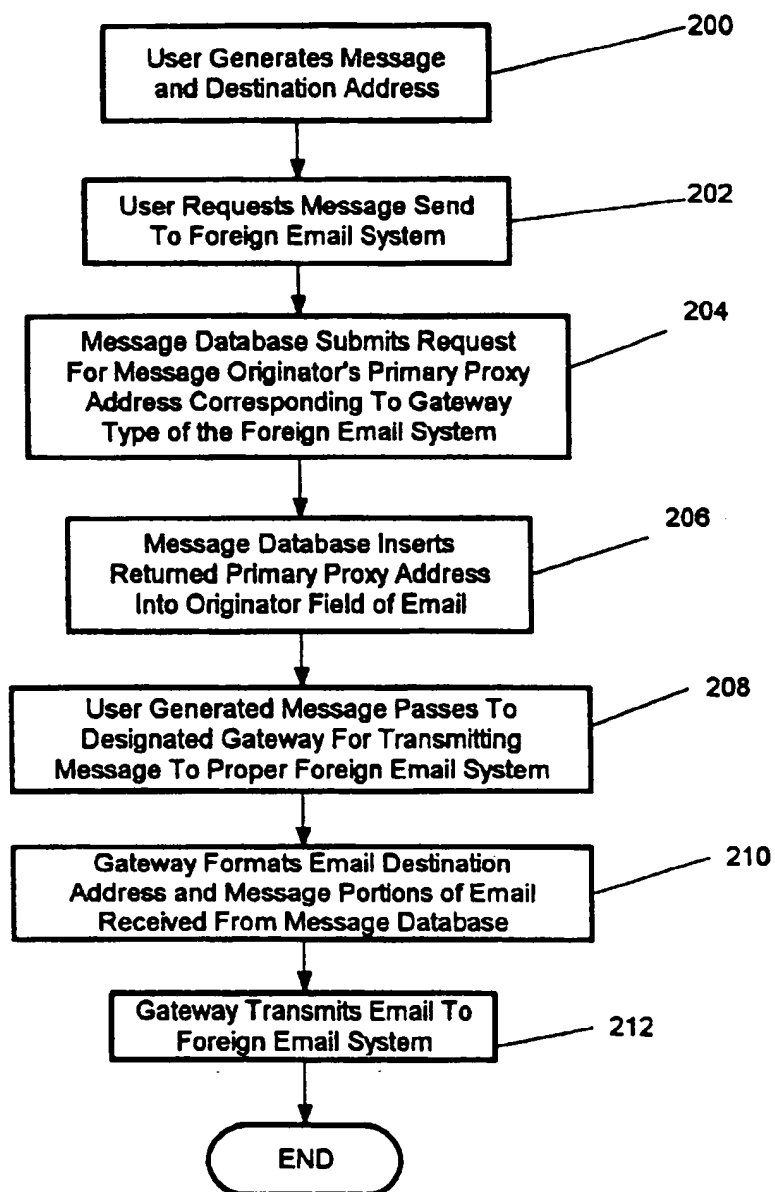 200
User Generates Message
and Destination Address
202
User Requests Message Send
To Foreign Email System
204
Message Database Submits Request
For Message Originator's Primary Proxy
Address Corresponding To Gateway
Type of the Foreign Email System
206
Message Database Inserts
Returned Primary Proxy Address
Into Originator Field of Email
208
User Generated Message Passes To
Designated Gateway For Transmitting
Message To Proper Foreign Email System
210
Gateway Formats Email Destination
Address and Message Portions of Email
Received From Message Database
Gateway Transmits Email To
Foreign Email System
212
END